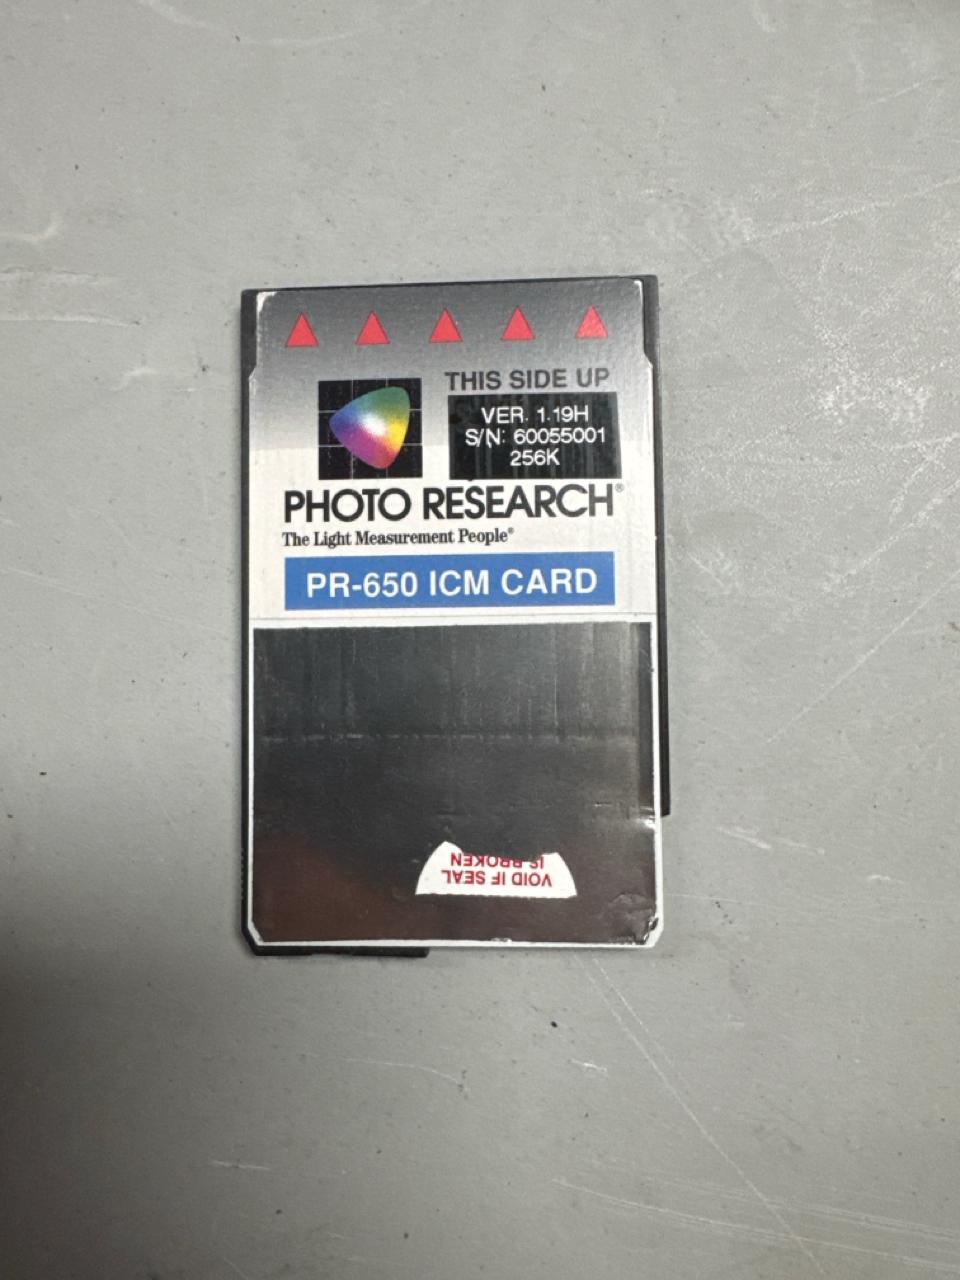 THIS SIDE UP
VER. 1.19H
S/N: 60055001
256K
PHOTO RESEARCH®
The Light Measurement People®
PR-650 ICM CARD
VOID IF SEAL
IS BROKEN